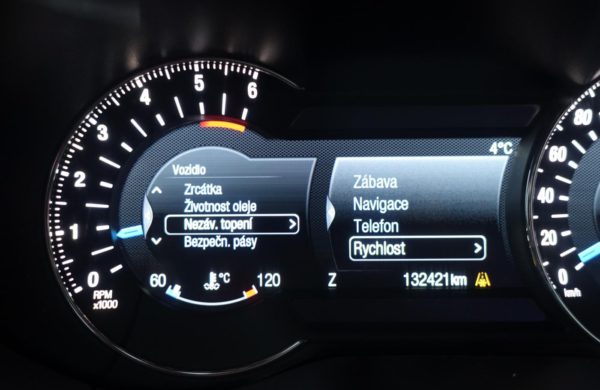 0
1
2
3
4
5
6
RPM
x1000
Vozidlo
Zrcátka
Životnost oleje
Nezáv. topení
Bezpečn. pásy
60 °C 120
4°C
Zábava
Navigace
Telefon
Rychlost
Z 132421km
80
60
40
20
0
km/h